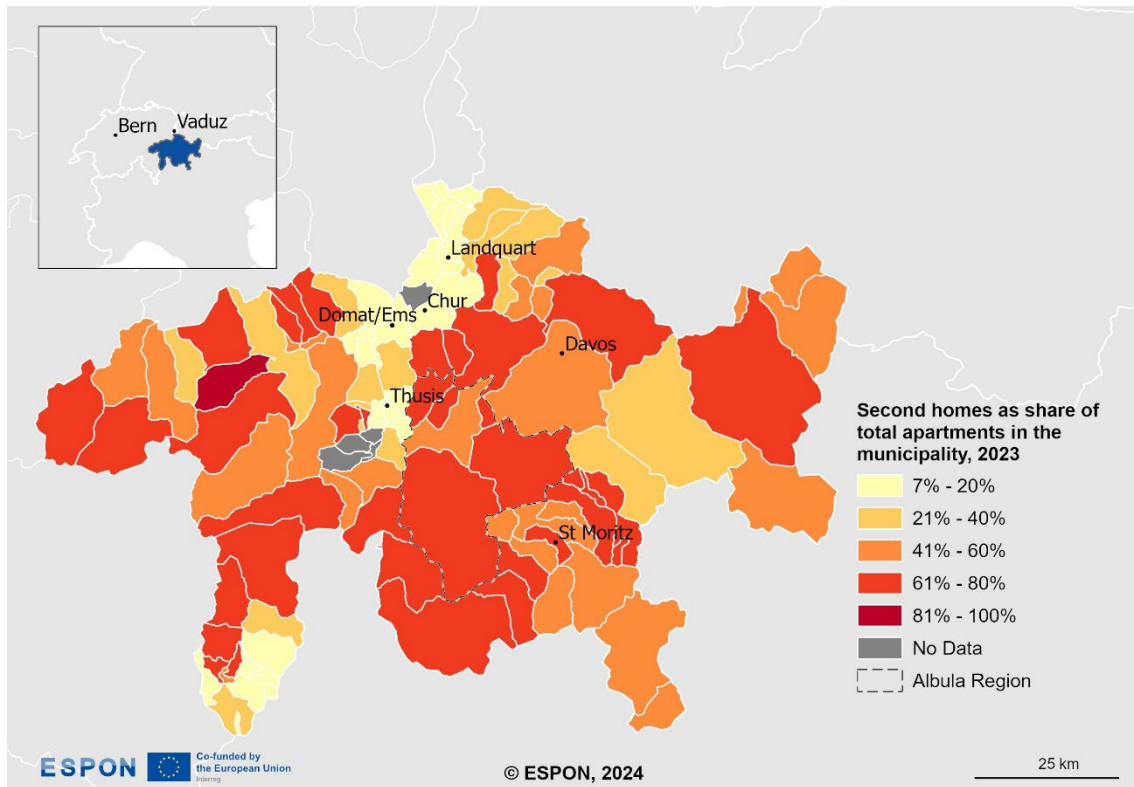 Bern
Vaduz
Landquart
Chur
Domat/Ems
Davos
Thusis
St Moritz
Second homes as share of
total apartments in the
municipality, 2023
7% - 20%
21% - 40%
41% - 60%
61% - 80%
81% - 100%
No Data
Albula Region
ESPON
Co-funded by
the European Union
Interreg
© ESPON, 2024
25 km